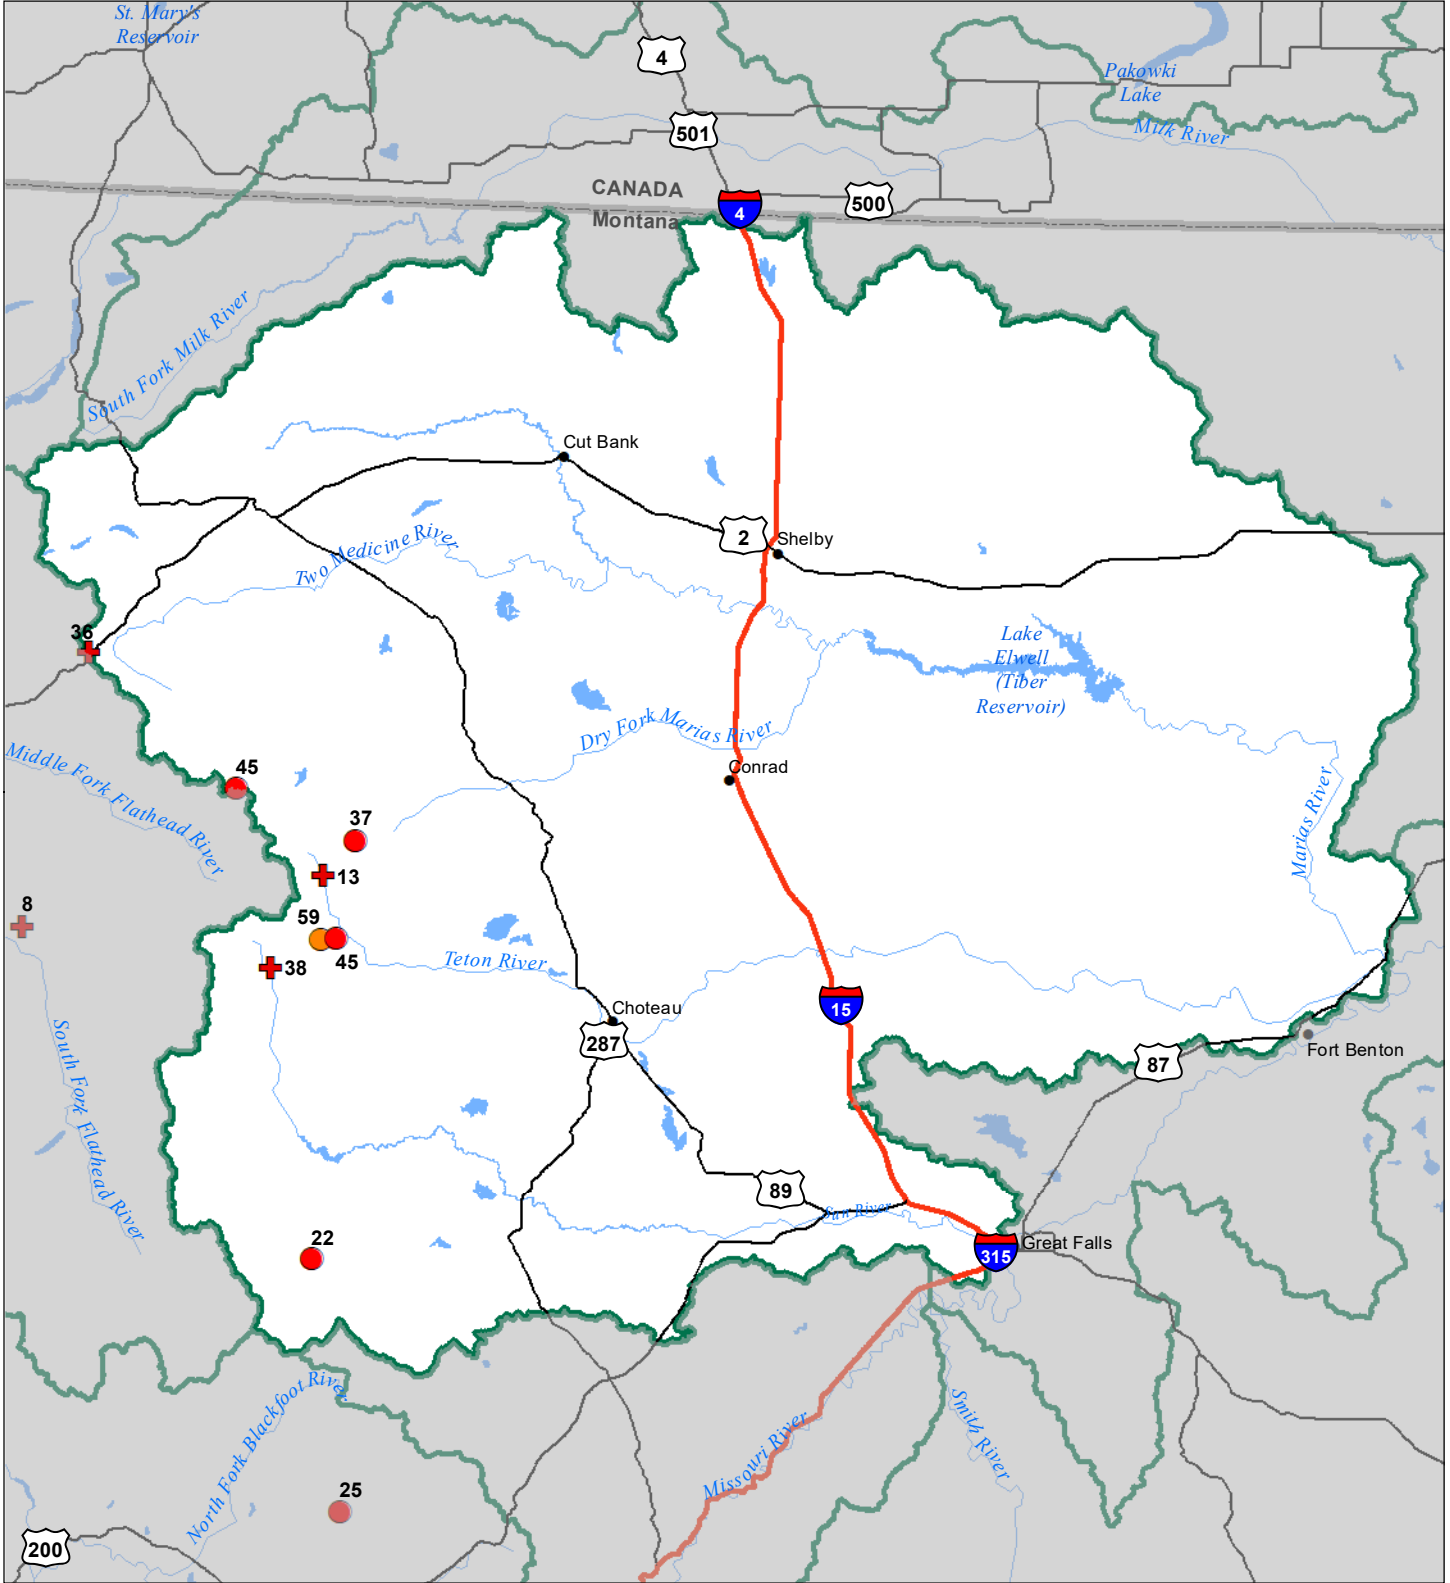 St. Mary's
Reservoir
4
Pakowki
Lake
501
Milk River
CANADA
Montana
4
500
South Fork Milk River
Cut Bank
2
Shelby
Two Medicine River
36
Lake
Elwell
(Tiber
Reservoir)
Dry Fork Marias River
Middle Fork Flathead River
45
Conrad
Marias River
37
13
8
59
45
38
Teton River
15
Choteau
287
Fort Benton
87
South Fork Flathead River
89
Sun River
22
Great Falls
315
North Fork Blackfoot River
Smith River
Missouri River
25
200